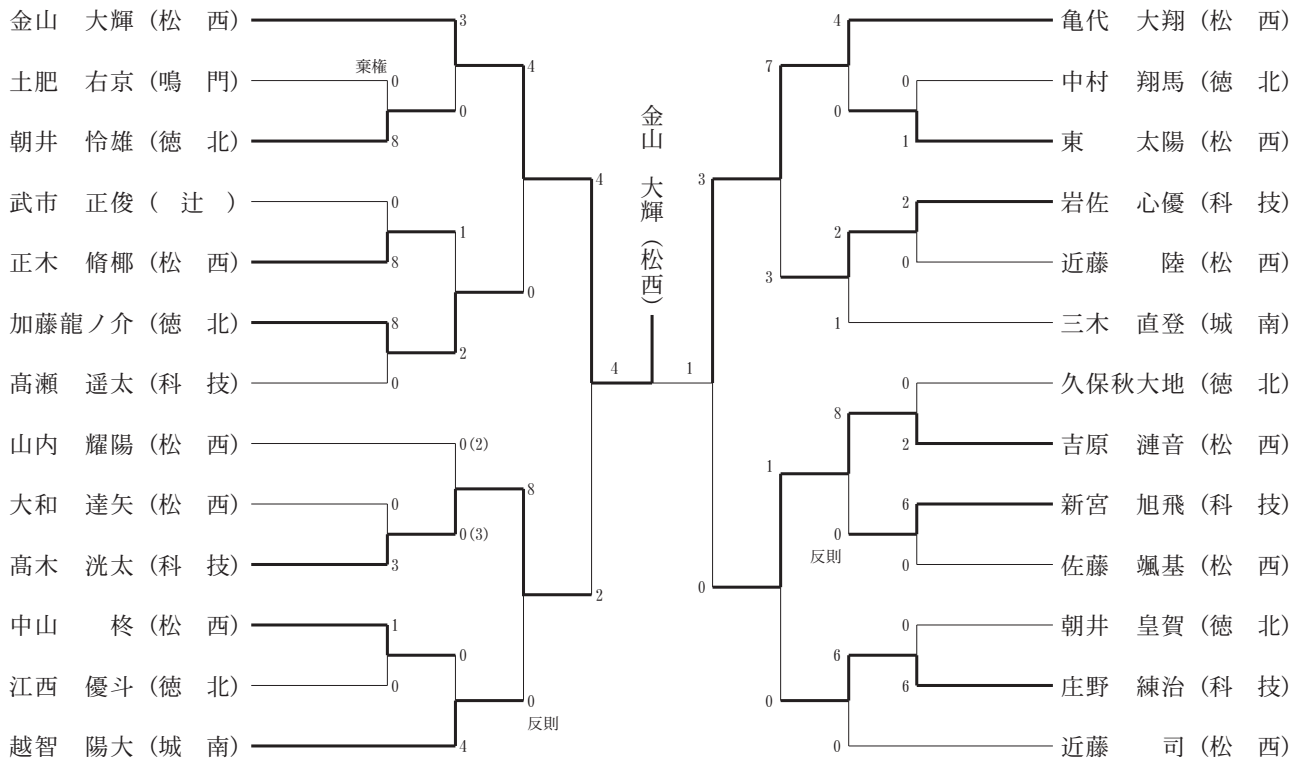 金山　大輝（松　西）
土肥　右京（鳴　門）
朝井　怜雄（徳　北）
武市　正俊（　辻　）
正木　脩椰（松　西）
加藤龍ノ介（徳　北）
髙瀬　遥太（科　技）
山内　耀陽（松　西）
大和　達矢（松　西）
髙木　洸太（科　技）
中山　　柊（松　西）
江西　優斗（徳　北）
越智　陽大（城　南）
3
棄権
0
8
0
4
0
8
1
8
0
2
0
4
0(2)
0
3
0(3)
8
1
0
0
4
0
反則
2
4
金山　大輝（松西）
1
3
0
7
3
1
0
4
0
0
1
2
2
0
1
8
0
2
0
反則
6
0
6
0
6
0
亀代　大翔（松　西）
中村　翔馬（徳　北）
東　　太陽（松　西）
岩佐　心優（科　技）
近藤　　陸（松　西）
三木　直登（城　南）
久保秋大地（徳　北）
吉原　漣音（松　西）
新宮　旭飛（科　技）
佐藤　颯基（松　西）
朝井　皇賀（徳　北）
庄野　練治（科　技）
近藤　　司（松　西）